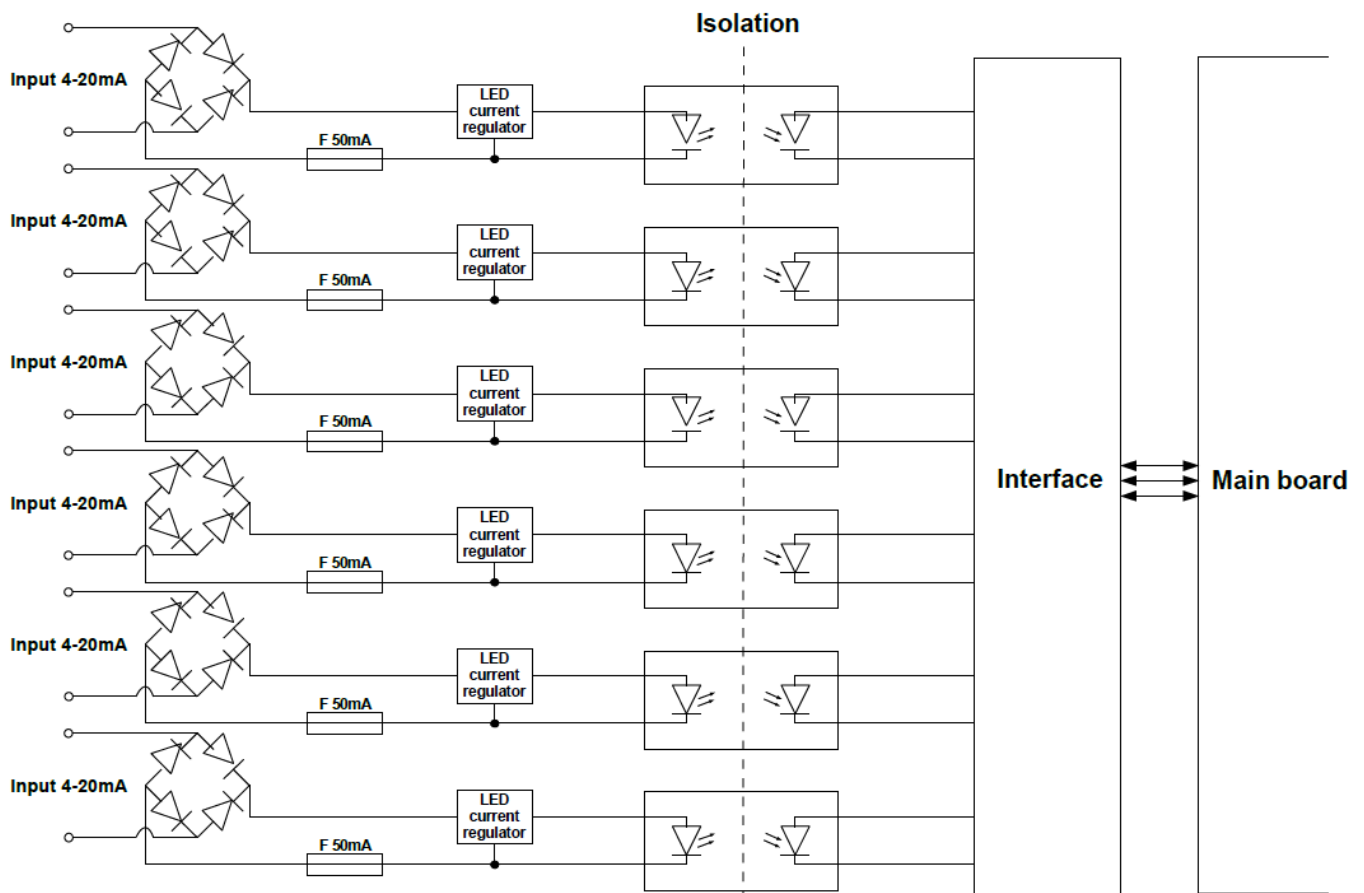 Isolation
Input 4-20mA
LED
current
regulator
F 50mA
Input 4-20mA
LED
current
regulator
F 50mA
Input 4-20mA
LED
current
regulator
F 50mA
Interface
Main board
Input 4-20mA
LED
current
regulator
F 50mA
Input 4-20mA
LED
current
regulator
F 50mA
Input 4-20mA
LED
current
regulator
F 50mA